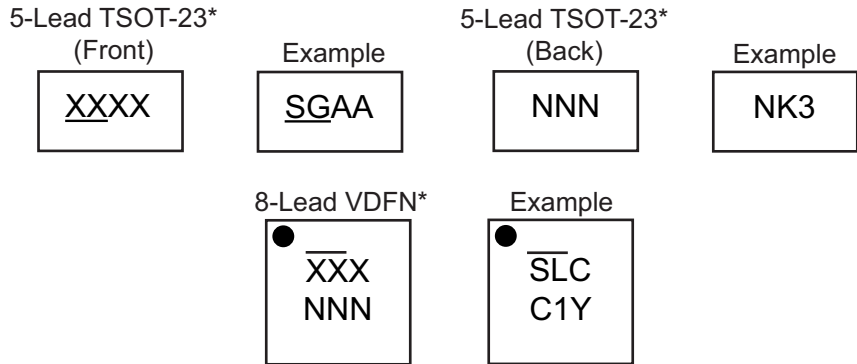 5-Lead TSOT-23*
(Front)
Example
5-Lead TSOT-23*
(Back)
Example
XXXX
SGAA
NNN
NK3
8-Lead VDFN*
Example
XXX
NNN
SLC
C1Y